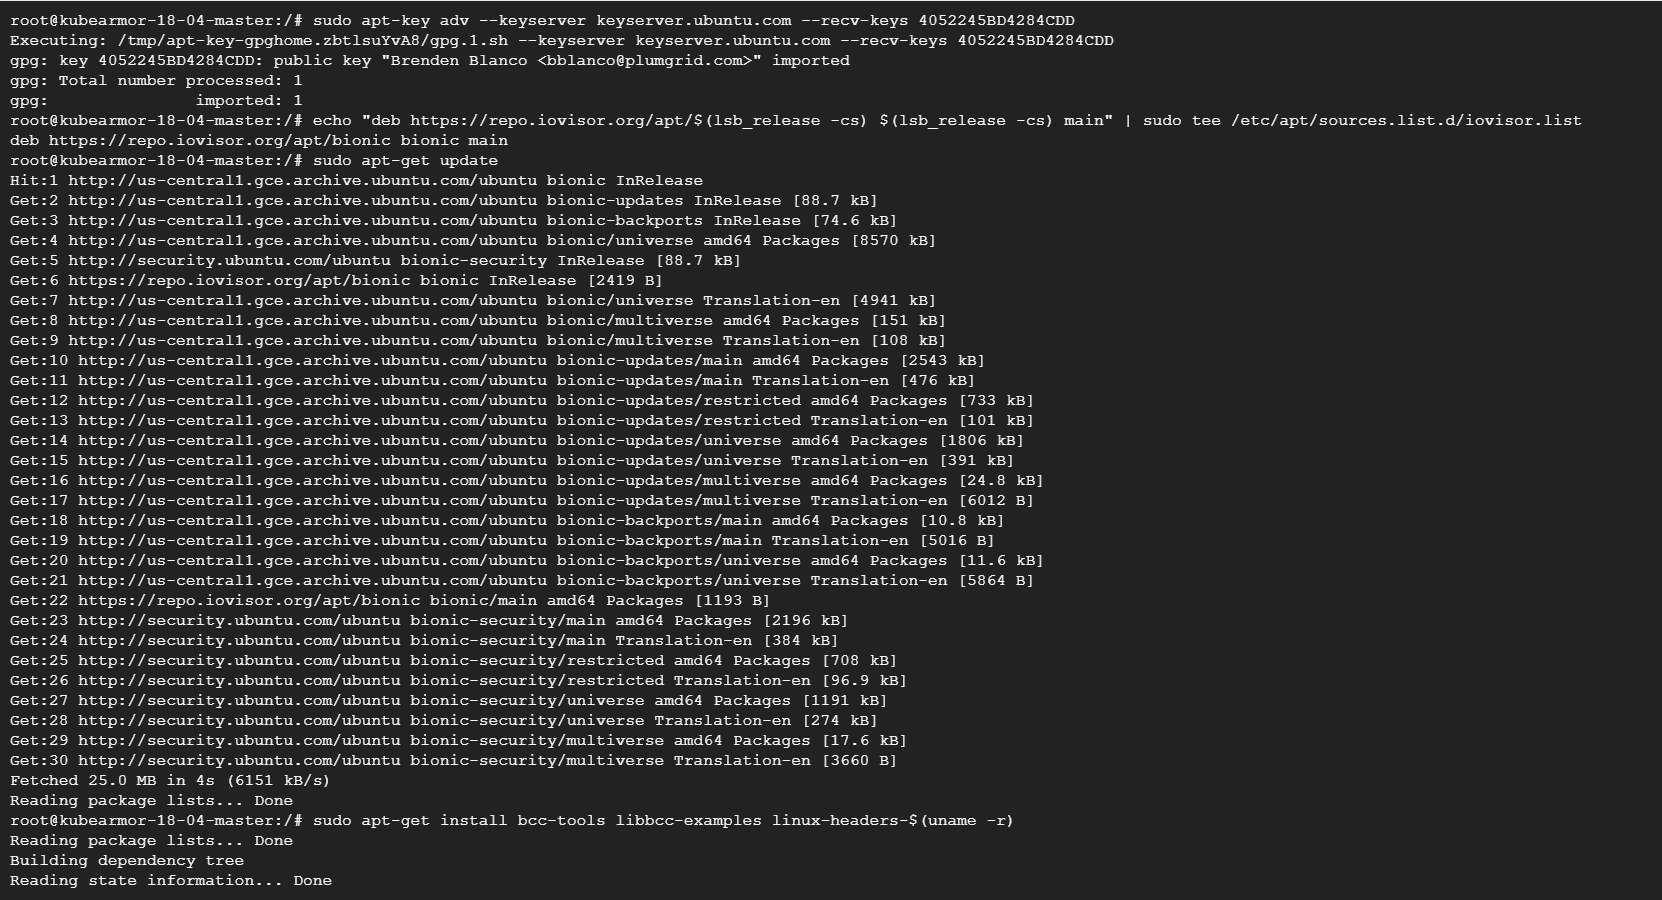 root@kubearmor-18-04-master:/# sudo apt-key adv --keyserver keyserver.ubuntu.com --recv-keys 4052245BD4284CDD
Executing: /tmp/apt-key-gpghome.zbtlsuYvA8/gpg.1.sh --keyserver keyserver.ubuntu.com --recv-keys 4052245BD4284CDD
gpg: key 4052245BD4284CDD: public key "Brenden Blanco <bblanco@plumgrid.com>" imported
gpg: Total number processed: 1
gpg:               imported: 1
root@kubearmor-18-04-master:/# echo "deb https://repo.iovisor.org/apt/$(lsb_release -cs) $(lsb_release -cs) main" | sudo tee /etc/apt/sources.list.d/iovisor.list
deb https://repo.iovisor.org/apt/bionic bionic main
root@kubearmor-18-04-master:/# sudo apt-get update
Hit:1 http://us-central1.gce.archive.ubuntu.com/ubuntu bionic InRelease
Get:2 http://us-central1.gce.archive.ubuntu.com/ubuntu bionic-updates InRelease [88.7 kB]
Get:3 http://us-central1.gce.archive.ubuntu.com/ubuntu bionic-backports InRelease [74.6 kB]
Get:4 http://us-central1.gce.archive.ubuntu.com/ubuntu bionic/universe amd64 Packages [8570 kB]
Get:5 http://security.ubuntu.com/ubuntu bionic-security InRelease [88.7 kB]
Get:6 https://repo.iovisor.org/apt/bionic bionic InRelease [2419 B]
Get:7 http://us-central1.gce.archive.ubuntu.com/ubuntu bionic/universe Translation-en [4941 kB]
Get:8 http://us-central1.gce.archive.ubuntu.com/ubuntu bionic/multiverse amd64 Packages [151 kB]
Get:9 http://us-central1.gce.archive.ubuntu.com/ubuntu bionic/multiverse Translation-en [108 kB]
Get:10 http://us-central1.gce.archive.ubuntu.com/ubuntu bionic-updates/main amd64 Packages [2543 kB]
Get:11 http://us-central1.gce.archive.ubuntu.com/ubuntu bionic-updates/main Translation-en [476 kB]
Get:12 http://us-central1.gce.archive.ubuntu.com/ubuntu bionic-updates/restricted amd64 Packages [733 kB]
Get:13 http://us-central1.gce.archive.ubuntu.com/ubuntu bionic-updates/restricted Translation-en [101 kB]
Get:14 http://us-central1.gce.archive.ubuntu.com/ubuntu bionic-updates/universe amd64 Packages [1806 kB]
Get:15 http://us-central1.gce.archive.ubuntu.com/ubuntu bionic-updates/universe Translation-en [391 kB]
Get:16 http://us-central1.gce.archive.ubuntu.com/ubuntu bionic-updates/multiverse amd64 Packages [24.8 kB]
Get:17 http://us-central1.gce.archive.ubuntu.com/ubuntu bionic-updates/multiverse Translation-en [6012 B]
Get:18 http://us-central1.gce.archive.ubuntu.com/ubuntu bionic-backports/main amd64 Packages [10.8 kB]
Get:19 http://us-central1.gce.archive.ubuntu.com/ubuntu bionic-backports/main Translation-en [5016 B]
Get:20 http://us-central1.gce.archive.ubuntu.com/ubuntu bionic-backports/universe amd64 Packages [11.6 kB]
Get:21 http://us-central1.gce.archive.ubuntu.com/ubuntu bionic-backports/universe Translation-en [5864 B]
Get:22 https://repo.iovisor.org/apt/bionic bionic/main amd64 Packages [1193 B]
Get:23 http://security.ubuntu.com/ubuntu bionic-security/main amd64 Packages [2196 kB]
Get:24 http://security.ubuntu.com/ubuntu bionic-security/main Translation-en [384 kB]
Get:25 http://security.ubuntu.com/ubuntu bionic-security/restricted amd64 Packages [708 kB]
Get:26 http://security.ubuntu.com/ubuntu bionic-security/restricted Translation-en [96.9 kB]
Get:27 http://security.ubuntu.com/ubuntu bionic-security/universe amd64 Packages [1191 kB]
Get:28 http://security.ubuntu.com/ubuntu bionic-security/universe Translation-en [274 kB]
Get:29 http://security.ubuntu.com/ubuntu bionic-security/multiverse amd64 Packages [17.6 kB]
Get:30 http://security.ubuntu.com/ubuntu bionic-security/multiverse Translation-en [3660 B]
Fetched 25.0 MB in 4s (6151 kB/s)
Reading package lists... Done
root@kubearmor-18-04-master:/# sudo apt-get install bcc-tools libbcc-examples linux-headers-$(uname -r)
Reading package lists... Done
Building dependency tree
Reading state information... Done